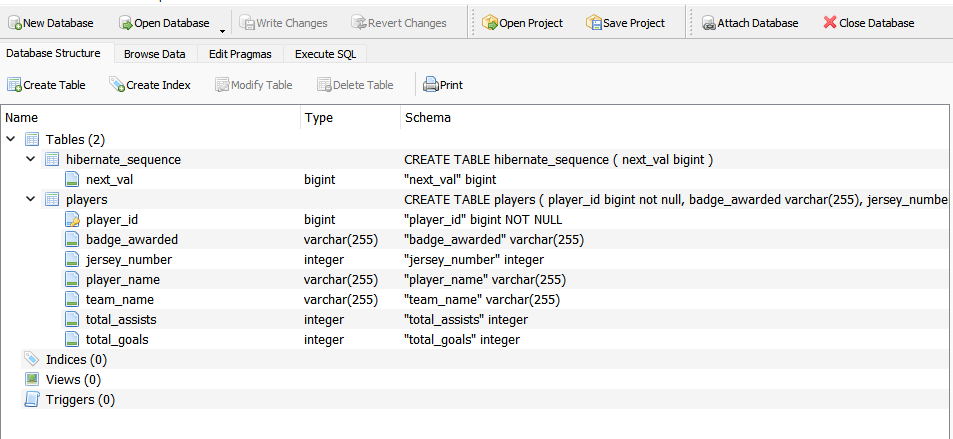 New Database Open Database Write Changes Revert Changes Open Project Save Project Attach Database Close Database
Database Structure Browse Data Edit Pragmas Execute SQL
Create Table Create Index Modify Table Delete Table Print
Name Type Schema
Tables (2)
hibernate_sequence CREATE TABLE hibernate_sequence ( next_val bigint )
next_val bigint "next_val" bigint
players CREATE TABLE players ( player_id bigint not null, badge_awarded varchar(255), jersey_number
player_id bigint "player_id" bigint NOT NULL
badge_awarded varchar(255) "badge_awarded" varchar(255)
jersey_number integer "jersey_number" integer
player_name varchar(255) "player_name" varchar(255)
team_name varchar(255) "team_name" varchar(255)
total_assists integer "total_assists" integer
total_goals integer "total_goals" integer
Indices (0)
Views (0)
Triggers (0)